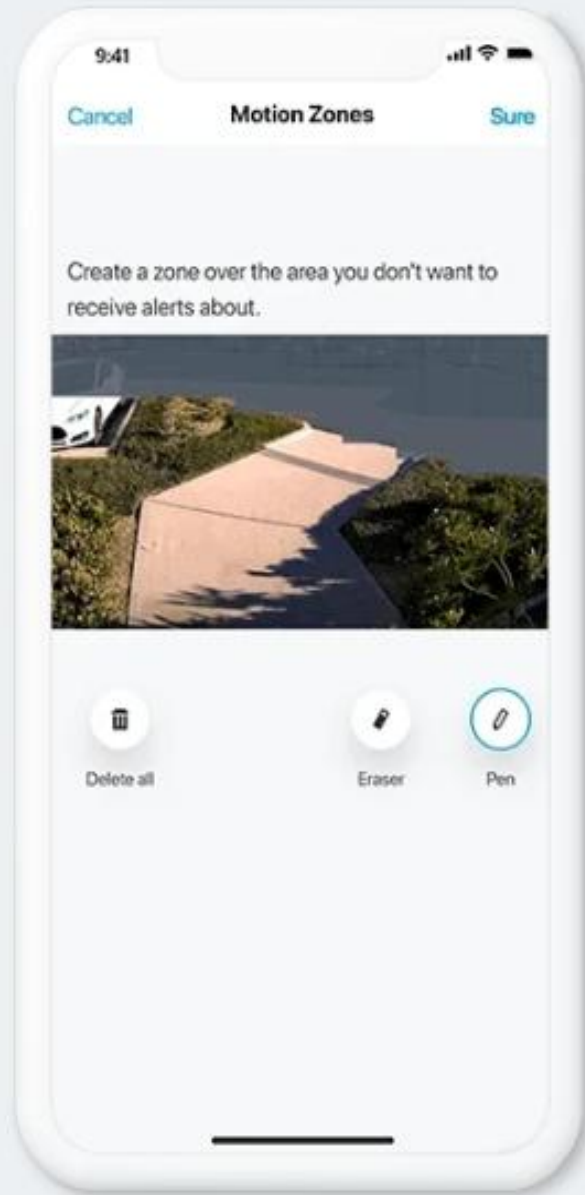 9:41
Cancel Motion Zones Sure
Create a zone over the area you don't want to
receive alerts about.
Delete all Eraser Pen